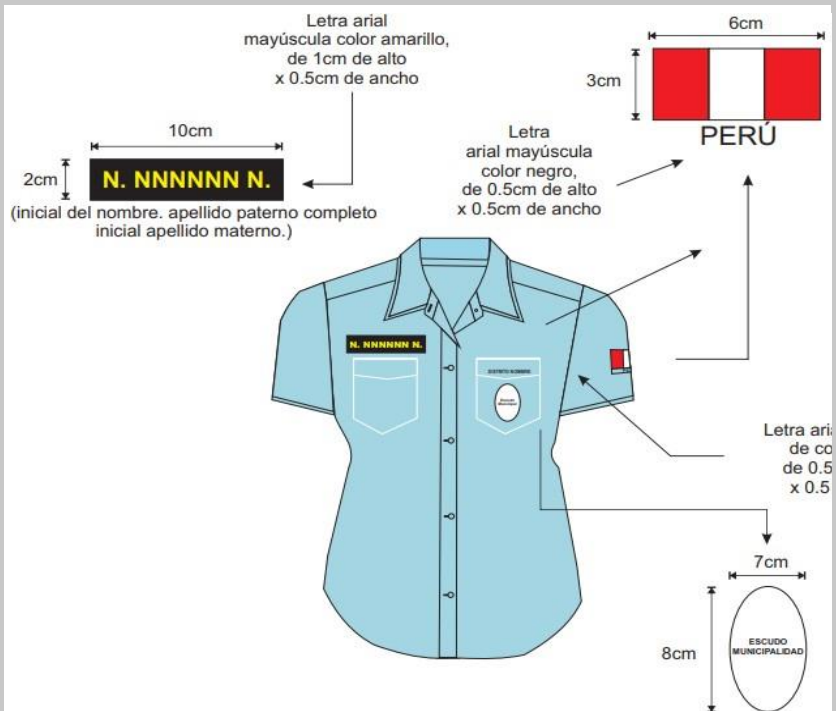 Letra arial
mayúscula color amarillo,
de 1cm de alto
x 0.5cm de ancho
10cm
2cm
N. NNNNNN N.
(inicial del nombre. apellido paterno completo
inicial apellido materno.)
6cm
3cm
PERÚ
Letra
arial mayúscula
color negro,
de 0.5cm de alto
x 0.5cm de ancho
N. NNNNNN N.
DISTRITO NOMBRE
Escudo
Municipal
Letra
de
de 0.5
x 0.5
7cm
8cm
ESCUDO
MUNICIPALIDAD